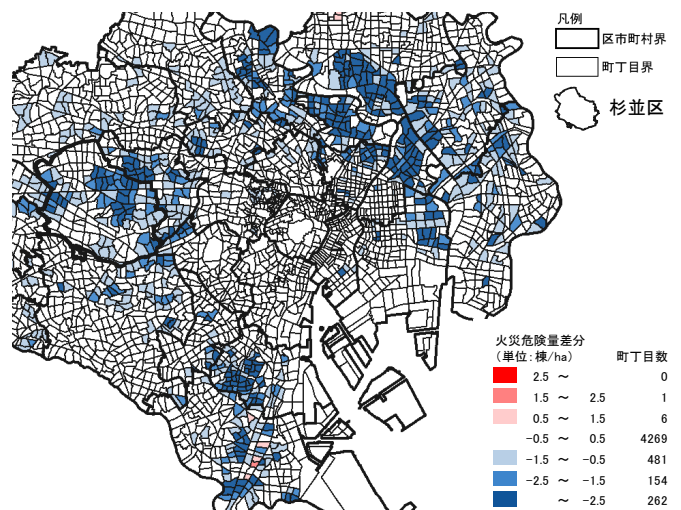 凡例
区市町村界
町丁目界
杉並区
火災危険量差分
(単位:棟/ha) 町丁目数
2.5 ～ 0
1.5 ～ 2.5 1
0.5 ～ 1.5 6
-0.5 ～ 0.5 4269
-1.5 ～ -0.5 481
-2.5 ～ -1.5 154
～ -2.5 262